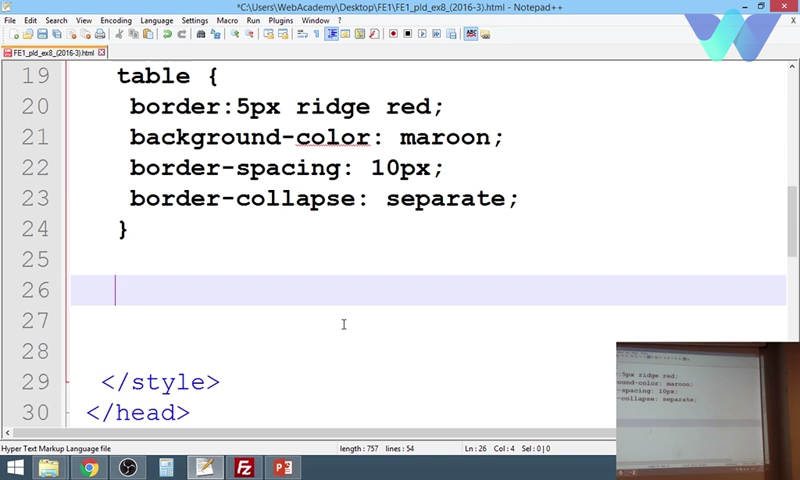 *C:\Users\WebAcademy\Desktop\FE1\FE1_pld_ex8_(2016-3).html - Notepad++
File Edit Search View Encoding Language Settings Macro Run Plugins Window ? X
FE1_pld_ex8_(2016-3).html
19 table {
20 border:5px ridge red;
21 background-color: maroon;
22 border-spacing: 10px;
23 border-collapse: separate;
24 }
25
26
27
28
29 </style>
30 </head>
5px ridge red;
ound-color: maroon;
-spacing: 10px;
-collapse: separate;
Hyper Text Markup Language file length : 757 lines : 54 Ln : 26 Col : 4 Sel : 0 | 0